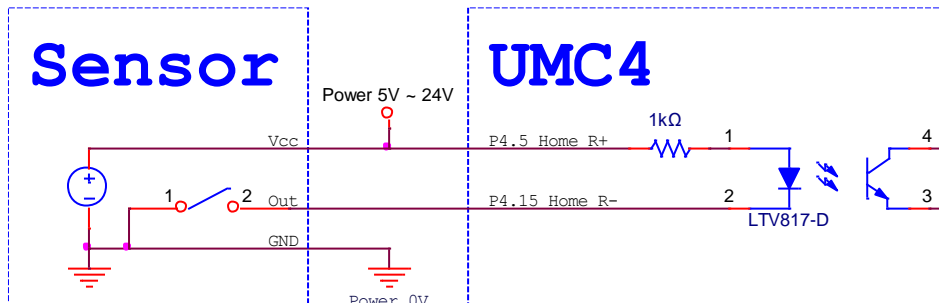 Sensor
UMC4
Power 5V ~ 24V
1kΩ
Vcc
P4.5 Home R+
1
4
1
2
Out
P4.15 Home R-
2
3
LTV817-D
GND
Power 0V